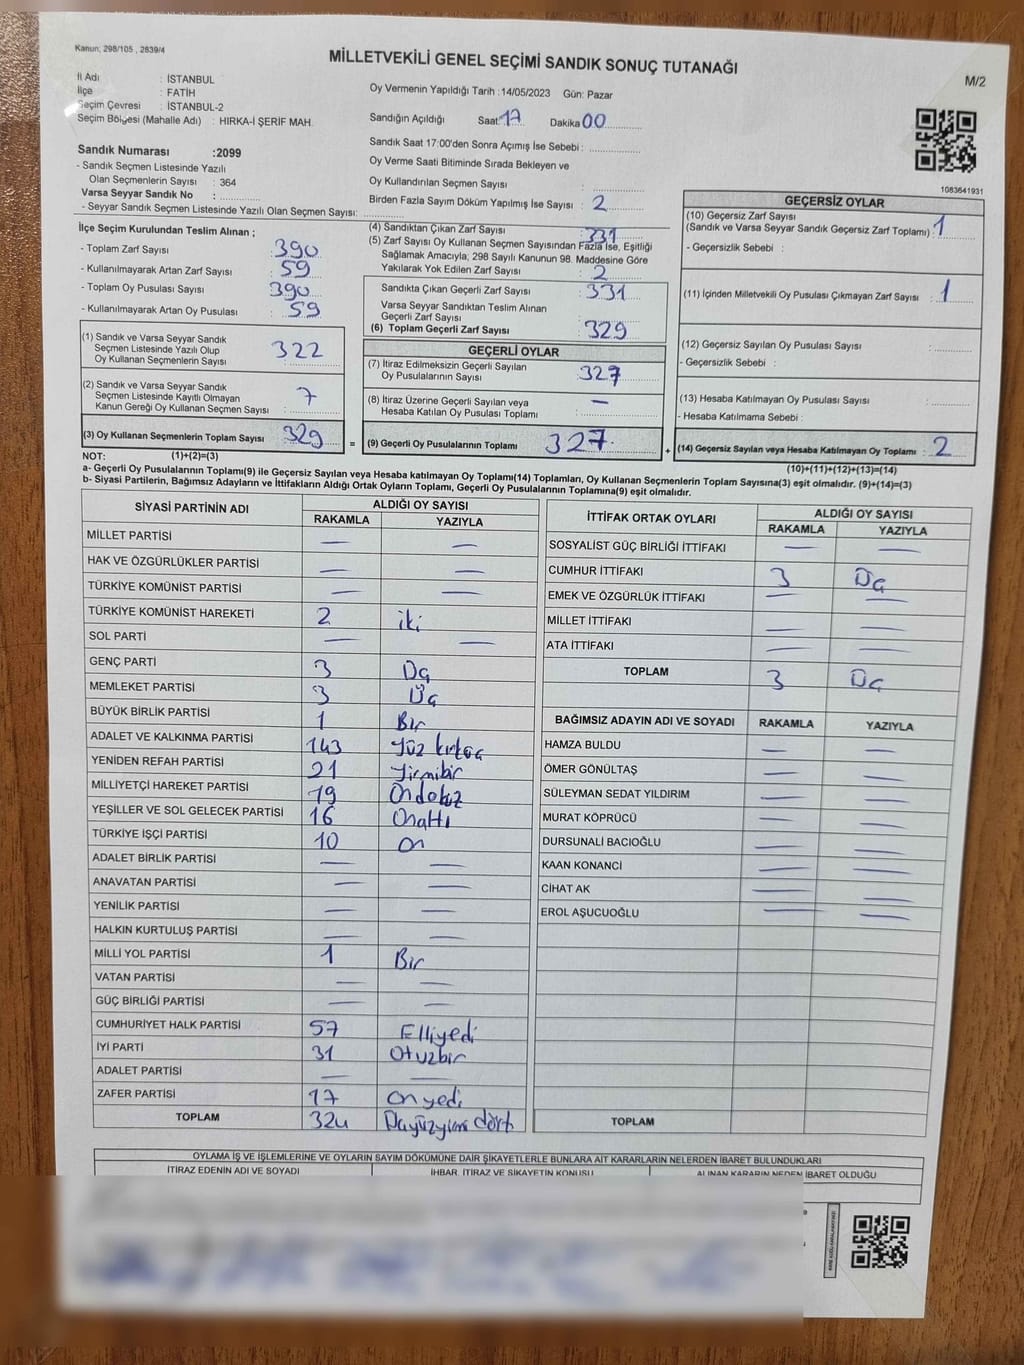 Kanun; 298/105 , 2839/4
MİLLETVEKİLİ GENEL SEÇİMİ SANDIK SONUÇ TUTANAĞI
M/2
İl Adı : İSTANBUL
İlçe : FATİH
Seçim Çevresi : İSTANBUL-2
Seçim Bölgesi (Mahalle Adı) : HIRKA-İ ŞERİF MAH.
Oy Vermenin Yapıldığı Tarih :14/05/2023 Gün: Pazar
Sandığın Açıldığı Saat: 17 Dakika 00
Sandık Saat 17:00'den Sonra Açımış İse Sebebi :
Oy Verme Saati Bitiminde Sırada Bekleyen ve
Oy Kullandırılan Seçmen Sayısı :
Birden Fazla Sayım Döküm Yapılmış İse Sayısı : 2
Sandık Numarası :2099
- Sandık Seçmen Listesinde Yazılı
Olan Seçmenlerin Sayısı : 364
Varsa Seyyar Sandık No :
- Seyyar Sandık Seçmen Listesinde Yazılı Olan Seçmen Sayısı:
1083641931
İlçe Seçim Kurulundan Teslim Alınan ;
- Toplam Zarf Sayısı : 390
- Kullanılmayarak Artan Zarf Sayısı : 59
- Toplam Oy Pusulası Sayısı : 390
- Kullanılmayarak Artan Oy Pusulası : 59
(1) Sandık ve Varsa Seyyar Sandık
Seçmen Listesinde Yazılı Olup
Oy Kullanan Seçmenlerin Sayısı : 322
(2) Sandık ve Varsa Seyyar Sandık
Seçmen Listesinde Kayıtlı Olmayan
Kanun Gereği Oy Kullanan Seçmen Sayısı : 7
(3) Oy Kullanan Seçmenlerin Toplam Sayısı : 329 =
(4) Sandıktan Çıkan Zarf Sayısı : 331
(5) Zarf Sayısı Oy Kullanan Seçmen Sayısından Fazla İse, Eşitliği
Sağlamak Amacıyla; 298 Sayılı Kanunun 98. Maddesine Göre
Yakılarak Yok Edilen Zarf Sayısı : 2
Sandıkta Çıkan Geçerli Zarf Sayısı : 331
Varsa Seyyar Sandıktan Teslim Alınan
Geçerli Zarf Sayısı :
(6) Toplam Geçerli Zarf Sayısı : 329
GEÇERLİ OYLAR
(7) İtiraz Edilmeksizin Geçerli Sayılan
Oy Pusulalarının Sayısı : 327
(8) İtiraz Üzerine Geçerli Sayılan veya
Hesaba Katılan Oy Pusulası Toplamı : —
(9) Geçerli Oy Pusulalarının Toplamı : 327 +
GEÇERSİZ OYLAR
(10) Geçersiz Zarf Sayısı
(Sandık ve Varsa Seyyar Sandık Geçersiz Zarf Toplamı) : 1
- Geçersizlik Sebebi :
(11) İçinden Milletvekili Oy Pusulası Çıkmayan Zarf Sayısı : 1
(12) Geçersiz Sayılan Oy Pusulası Sayısı :
- Geçersizlik Sebebi :
(13) Hesaba Katılmayan Oy Pusulası Sayısı :
- Hesaba Katılmama Sebebi :
(14) Geçersiz Sayılan veya Hesaba Katılmayan Oy Toplamı : 2
NOT: (1)+(2)=(3) (10)+(11)+(12)+(13)=(14)
a- Geçerli Oy Pusulalarının Toplamı(9) ile Geçersiz Sayılan veya Hesaba katılmayan Oy Toplamı(14) Toplamları, Oy Kullanan Seçmenlerin Toplam Sayısına(3) eşit olmalıdır. (9)+(14)=(3)
b- Siyasi Partilerin, Bağımsız Adayların ve İttifakların Aldığı Ortak Oyların Toplamı, Geçerli Oy Pusulalarının Toplamına(9) eşit olmalıdır.
SİYASİ PARTİNİN ADI ALDIĞI OY SAYISI
RAKAMLA YAZIYLA
MİLLET PARTİSİ — —
HAK VE ÖZGÜRLÜKLER PARTİSİ — —
TÜRKİYE KOMÜNİST PARTİSİ — —
TÜRKİYE KOMÜNİST HAREKETİ 2 iki
SOL PARTİ — —
GENÇ PARTİ 3 Üç
MEMLEKET PARTİSİ 3 Üç
BÜYÜK BİRLİK PARTİSİ 1 Bir
ADALET VE KALKINMA PARTİSİ 143 Yüz kırküç
YENİDEN REFAH PARTİSİ 21 Yirmibir
MİLLİYETÇİ HAREKET PARTİSİ 19 Ondokuz
YEŞİLLER VE SOL GELECEK PARTİSİ 16 Onaltı
TÜRKİYE İŞÇİ PARTİSİ 10 On
ADALET BİRLİK PARTİSİ — —
ANAVATAN PARTİSİ — —
YENİLİK PARTİSİ — —
HALKIN KURTULUŞ PARTİSİ — —
MİLLİ YOL PARTİSİ 1 Bir
VATAN PARTİSİ — —
GÜÇ BİRLİĞİ PARTİSİ — —
CUMHURİYET HALK PARTİSİ 57 Elliyedi
İYİ PARTİ 31 Otuzbir
ADALET PARTİSİ — —
ZAFER PARTİSİ 17 Onyedi
TOPLAM 324 Üçyüzyirmi dört
İTTİFAK ORTAK OYLARI ALDIĞI OY SAYISI
RAKAMLA YAZIYLA
SOSYALİST GÜÇ BİRLİĞİ İTTİFAKI — —
CUMHUR İTTİFAKI 3 Üç
EMEK VE ÖZGÜRLÜK İTTİFAKI — —
MİLLET İTTİFAKI — —
ATA İTTİFAKI — —
TOPLAM 3 Üç
BAĞIMSIZ ADAYIN ADI VE SOYADI RAKAMLA YAZIYLA
HAMZA BULDU — —
ÖMER GÖNÜLTAŞ — —
SÜLEYMAN SEDAT YILDIRIM — —
MURAT KÖPRÜCÜ — —
DURSUNALİ BACIOĞLU — —
KAAN KONANCI — —
CİHAT AK — —
EROL AŞUCUOĞLU — —
TOPLAM
OYLAMA İŞ VE İŞLEMLERİNE VE OYLARIN SAYIM DÖKÜMÜNE DAİR ŞİKAYETLERLE BUNLARA AİT KARARLARIN NELERDEN İBARET BULUNDUKLARI
İTİRAZ EDENİN ADI VE SOYADI İHBAR, İTİRAZ VE ŞİKAYETİN KONUSU ALINAN KARARIN NEDEN İBARET OLDUĞU